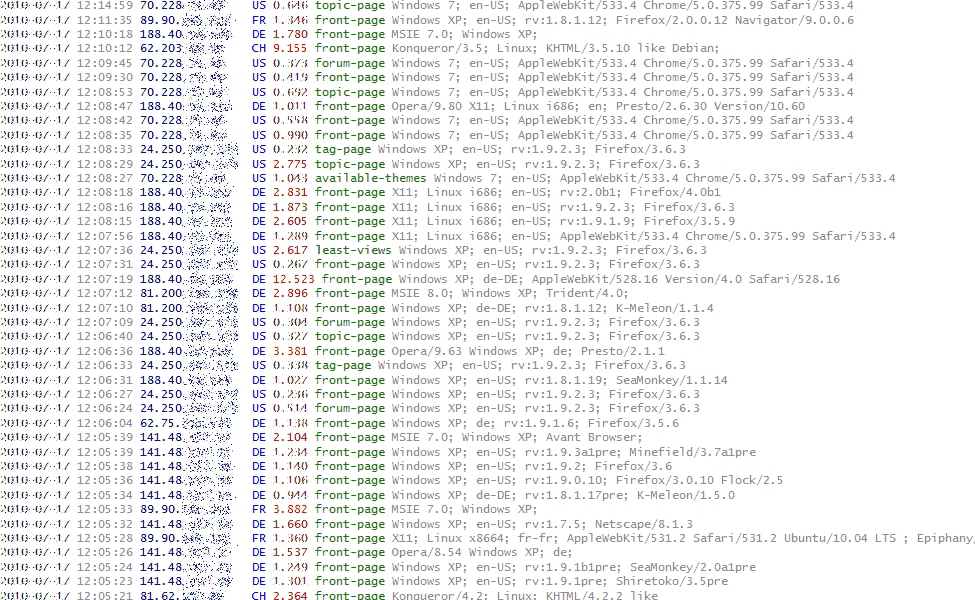 2010-07-17 12:14:59 70.228. US 0.646 topic-page Windows 7; en-US; AppleWebKit/533.4 Chrome/5.0.375.99 Safari/533.4
2010-07-17 12:11:35 89.90. FR 1.346 front-page Windows XP; en-US; rv:1.8.1.12; Firefox/2.0.0.12 Navigator/9.0.0.6
2010-07-17 12:10:18 188.40. DE 1.780 front-page MSIE 7.0; Windows XP;
2010-07-17 12:10:12 62.203. CH 9.155 front-page Konqueror/3.5; Linux; KHTML/3.5.10 like Debian;
2010-07-17 12:09:45 70.228. US 0.373 forum-page Windows 7; en-US; AppleWebKit/533.4 Chrome/5.0.375.99 Safari/533.4
2010-07-17 12:09:30 70.228. US 0.419 front-page Windows 7; en-US; AppleWebKit/533.4 Chrome/5.0.375.99 Safari/533.4
2010-07-17 12:08:53 70.228. US 0.692 topic-page Windows 7; en-US; AppleWebKit/533.4 Chrome/5.0.375.99 Safari/533.4
2010-07-17 12:08:47 188.40. DE 1.011 front-page Opera/9.80 X11; Linux i686; en; Presto/2.6.30 Version/10.60
2010-07-17 12:08:42 70.228. US 0.558 front-page Windows 7; en-US; AppleWebKit/533.4 Chrome/5.0.375.99 Safari/533.4
2010-07-17 12:08:35 70.228. US 0.990 front-page Windows 7; en-US; AppleWebKit/533.4 Chrome/5.0.375.99 Safari/533.4
2010-07-17 12:08:33 24.250. US 0.232 tag-page Windows XP; en-US; rv:1.9.2.3; Firefox/3.6.3
2010-07-17 12:08:29 24.250. US 2.775 topic-page Windows XP; en-US; rv:1.9.2.3; Firefox/3.6.3
2010-07-17 12:08:27 70.228. US 1.043 available-themes Windows 7; en-US; AppleWebKit/533.4 Chrome/5.0.375.99 Safari/533.4
2010-07-17 12:08:18 188.40. DE 2.831 front-page X11; Linux i686; en-US; rv:2.0b1; Firefox/4.0b1
2010-07-17 12:08:16 188.40. DE 1.873 front-page X11; Linux i686; en-US; rv:1.9.2.3; Firefox/3.6.3
2010-07-17 12:08:15 188.40. DE 2.605 front-page X11; Linux i686; en-US; rv:1.9.1.9; Firefox/3.5.9
2010-07-17 12:07:56 188.40. DE 1.289 front-page X11; Linux i686; en-US; AppleWebKit/533.4 Chrome/5.0.375.99 Safari/533.4
2010-07-17 12:07:36 24.250. US 2.617 least-views Windows XP; en-US; rv:1.9.2.3; Firefox/3.6.3
2010-07-17 12:07:31 24.250. US 0.267 front-page Windows XP; en-US; rv:1.9.2.3; Firefox/3.6.3
2010-07-17 12:07:19 188.40. DE 12.523 front-page Windows XP; de-DE; AppleWebKit/528.16 Version/4.0 Safari/528.16
2010-07-17 12:07:12 81.200. DE 2.896 front-page MSIE 8.0; Windows XP; Trident/4.0;
2010-07-17 12:07:10 81.200. DE 1.108 front-page Windows XP; de-DE; rv:1.8.1.12; K-Meleon/1.1.4
2010-07-17 12:07:09 24.250. US 0.304 forum-page Windows XP; en-US; rv:1.9.2.3; Firefox/3.6.3
2010-07-17 12:06:40 24.250. US 0.327 topic-page Windows XP; en-US; rv:1.9.2.3; Firefox/3.6.3
2010-07-17 12:06:36 188.40. DE 3.381 front-page Opera/9.63 Windows XP; de; Presto/2.1.1
2010-07-17 12:06:33 24.250. US 0.338 tag-page Windows XP; en-US; rv:1.9.2.3; Firefox/3.6.3
2010-07-17 12:06:31 188.40. DE 1.027 front-page Windows XP; en-US; rv:1.8.1.19; SeaMonkey/1.1.14
2010-07-17 12:06:27 24.250. US 0.236 front-page Windows XP; en-US; rv:1.9.2.3; Firefox/3.6.3
2010-07-17 12:06:24 24.250. US 0.514 forum-page Windows XP; en-US; rv:1.9.2.3; Firefox/3.6.3
2010-07-17 12:06:04 62.75. DE 1.138 front-page Windows XP; de; rv:1.9.1.6; Firefox/3.5.6
2010-07-17 12:05:39 141.48. DE 2.104 front-page MSIE 7.0; Windows XP; Avant Browser;
2010-07-17 12:05:39 141.48. DE 1.234 front-page Windows XP; en-US; rv:1.9.3a1pre; Minefield/3.7a1pre
2010-07-17 12:05:38 141.48. DE 1.140 front-page Windows XP; en-US; rv:1.9.2; Firefox/3.6
2010-07-17 12:05:36 141.48. DE 1.106 front-page Windows XP; en-US; rv:1.9.0.10; Firefox/3.0.10 Flock/2.5
2010-07-17 12:05:34 141.48. DE 0.944 front-page Windows XP; de-DE; rv:1.8.1.17pre; K-Meleon/1.5.0
2010-07-17 12:05:33 89.90. FR 3.882 front-page MSIE 7.0; Windows XP;
2010-07-17 12:05:32 141.48. DE 1.660 front-page Windows XP; en-US; rv:1.7.5; Netscape/8.1.3
2010-07-17 12:05:28 89.90. FR 1.360 front-page X11; Linux x8664; fr-fr; AppleWebKit/531.2 Safari/531.2 Ubuntu/10.04 LTS ; Epiphany,
2010-07-17 12:05:26 141.48. DE 1.537 front-page Opera/8.54 Windows XP; de;
2010-07-17 12:05:24 141.48. DE 1.249 front-page Windows XP; en-US; rv:1.9.1b1pre; SeaMonkey/2.0a1pre
2010-07-17 12:05:23 141.48. DE 1.301 front-page Windows XP; en-US; rv:1.9.1pre; Shiretoko/3.5pre
2010-07-17 12:05:21 81.62. CH 2.364 front-page Konqueror/4.2; Linux; KHTML/4.2.2 like